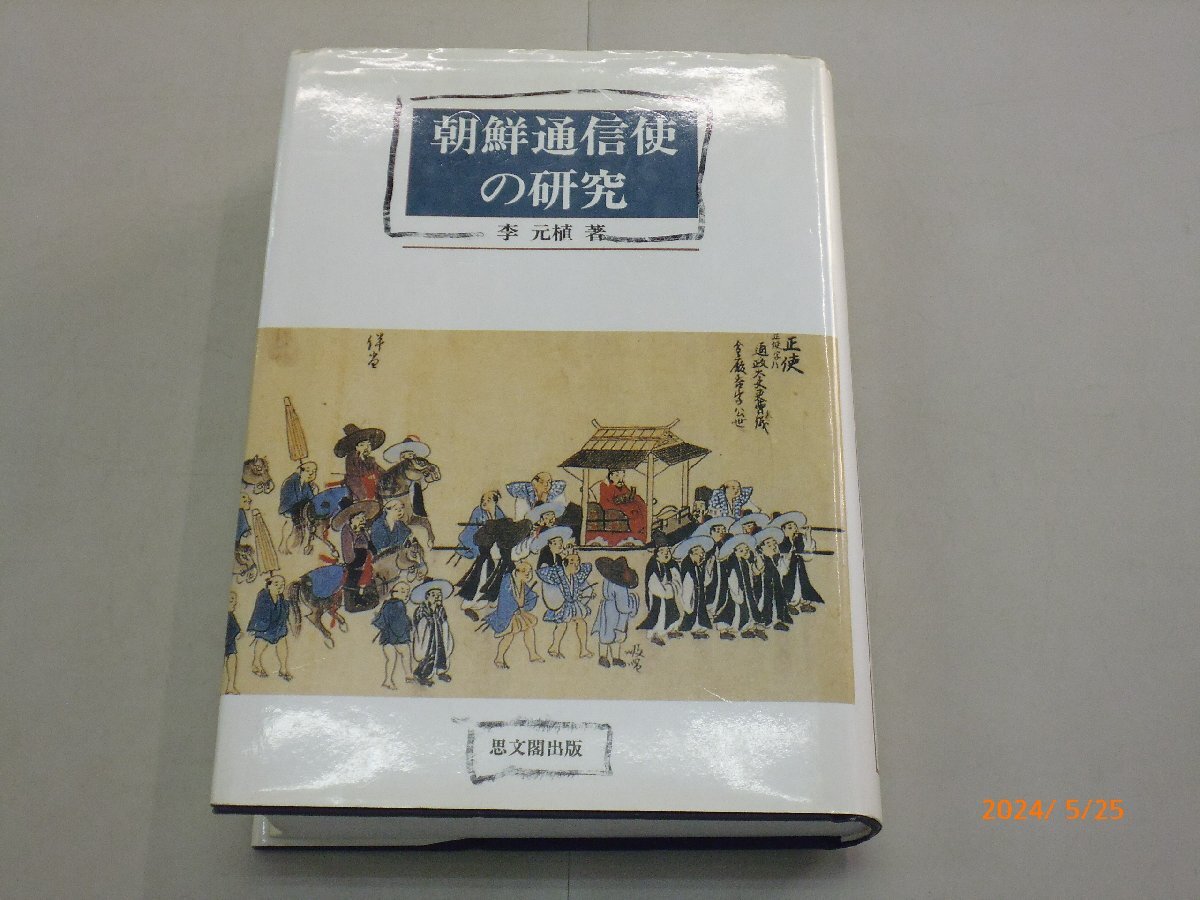 朝鮮通信使
の研究
李 元植 著
正使
思文閣出版
2024/ 5/25